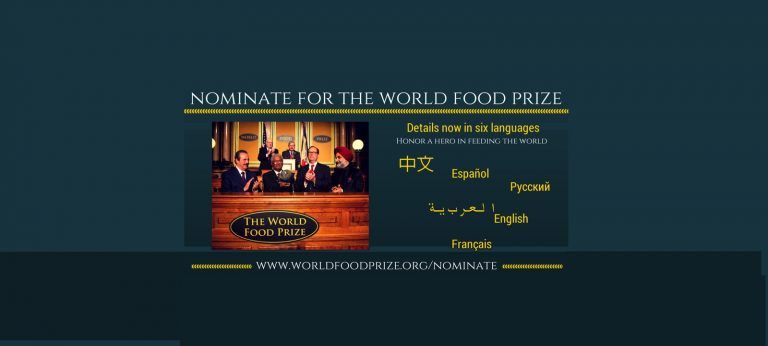 NOMINATE FOR THE WORLD FOOD PRIZE
Details now in six languages
HONOR A HERO IN FEEDING THE WORLD
中文
Español
Русский
العربية
English
Français
THE WORLD
FOOD PRIZE
WWW.WORLDFOODPRIZE.ORG/NOMINATE